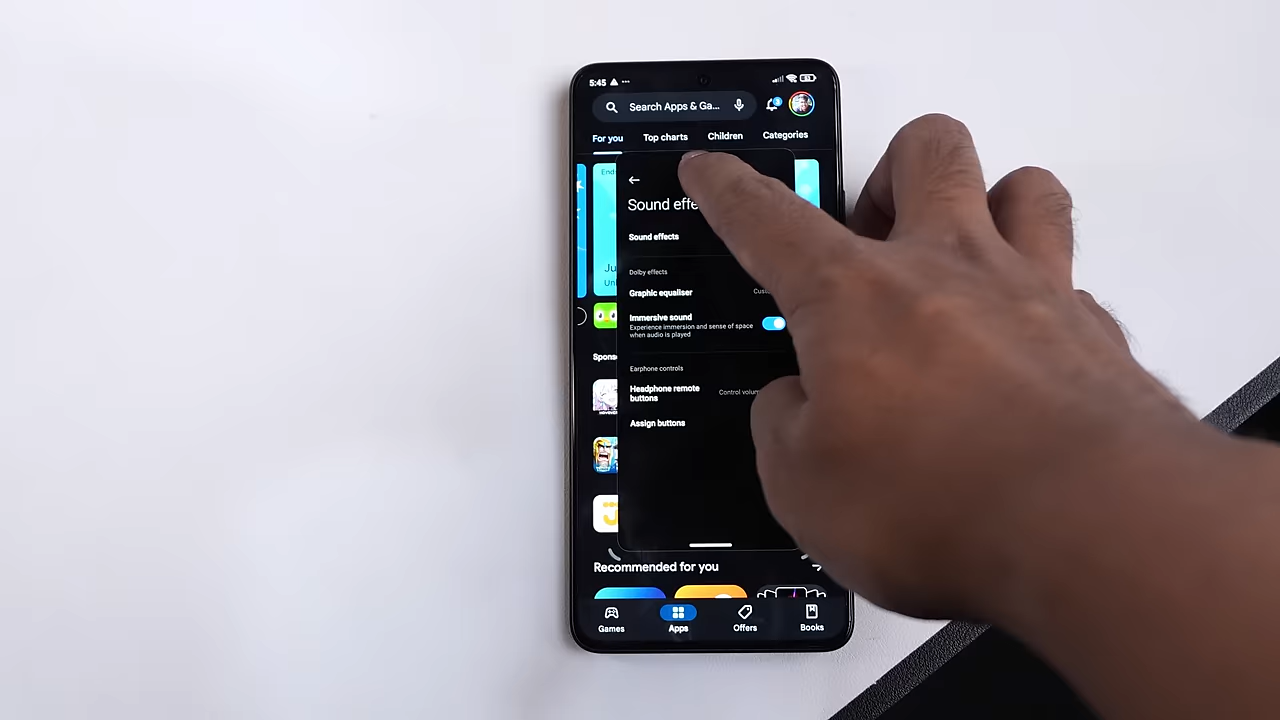 5:45
Search Apps & Ga...
For you
Top charts
Children
Categories
Ends
Sound effe
Sound effects
Dolby effects
Graphic equaliser
Immersive sound
Experience immersion and sense of space
when audio is played
Earphone controls
Headphone remote
buttons
Assign buttons
Recommended for you
Games
Apps
Offers
Books